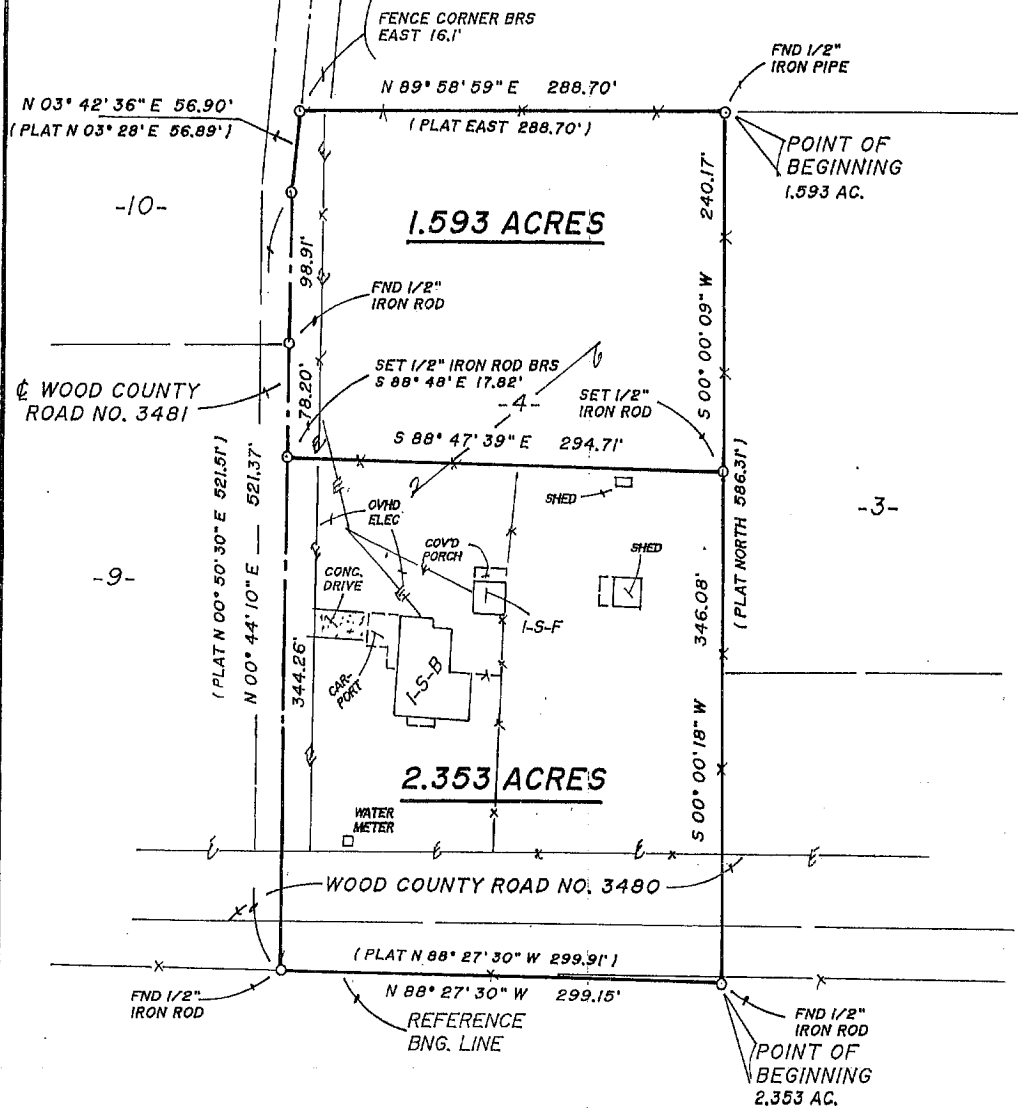 FENCE CORNER BRS
EAST 16.1'
FND 1/2"
IRON PIPE
N 03° 42' 36" E 56.90'
(PLAT N 03° 28' E 56.89')
N 89° 58' 59" E 288.70'
(PLAT EAST 288.70')
POINT OF
BEGINNING
1.593 AC.
240.17'
-10-
1.593 ACRES
98.91'
FND 1/2"
IRON ROD
S 00° 00' 09" W
SET 1/2" IRON ROD BRS
S 88° 48' E 17.82'
-4-
SET 1/2"
IRON ROD
℄ WOOD COUNTY
ROAD NO. 3481
78.20'
S 88° 47' 39" E 294.71'
(PLAT N 00° 50' 30" E 521.51')
N 00° 44' 10" E 521.37'
(PLAT NORTH 586.31')
-3-
SHED
OVHD
ELEC
COV'D
PORCH
SHED
-9-
CONC.
DRIVE
1-S-F
346.08'
344.26'
CAR-
PORT
1-S-B
S 00° 00' 18" W
2.353 ACRES
WATER
METER
E
E
E
E
WOOD COUNTY ROAD NO. 3480
(PLAT N 88° 27' 30" W 299.91')
N 88° 27' 30" W 299.15'
FND 1/2"
IRON ROD
REFERENCE
BNG. LINE
FND 1/2"
IRON ROD
POINT OF
BEGINNING
2.353 AC.